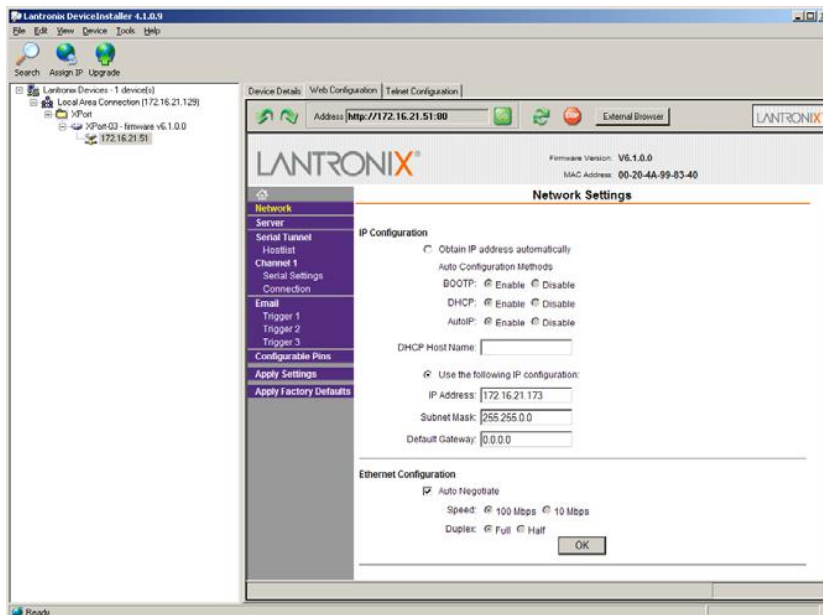 Lantronix DeviceInstaller 4.1.0.9
File Edit View Device Tools Help
Search Assign IP Upgrade
Lantronix Devices - 1 device(s)
Local Area Connection (172.16.21.129)
XPort
XPort-03 - firmware v6.1.0.0
172.16.21.51
Device Details Web Configuration Telnet Configuration
Address http://172.16.21.51:80 External Browser LANTRONIX
LANTRONIX®
Firmware Version: V6.1.0.0
MAC Address: 00-20-4A-99-83-40
Network
Server
Serial Tunnel
Hostlist
Channel 1
Serial Settings
Connection
Email
Trigger 1
Trigger 2
Trigger 3
Configurable Pins
Apply Settings
Apply Factory Defaults
Network Settings
IP Configuration
Obtain IP address automatically
Auto Configuration Methods
BOOTP: Enable Disable
DHCP: Enable Disable
AutoIP: Enable Disable
DHCP Host Name:
Use the following IP configuration:
IP Address: 172.16.21.173
Subnet Mask: 255.255.0.0
Default Gateway: 0.0.0.0
Ethernet Configuration
Auto Negotiate
Speed: 100 Mbps 10 Mbps
Duplex: Full Half
OK
Ready